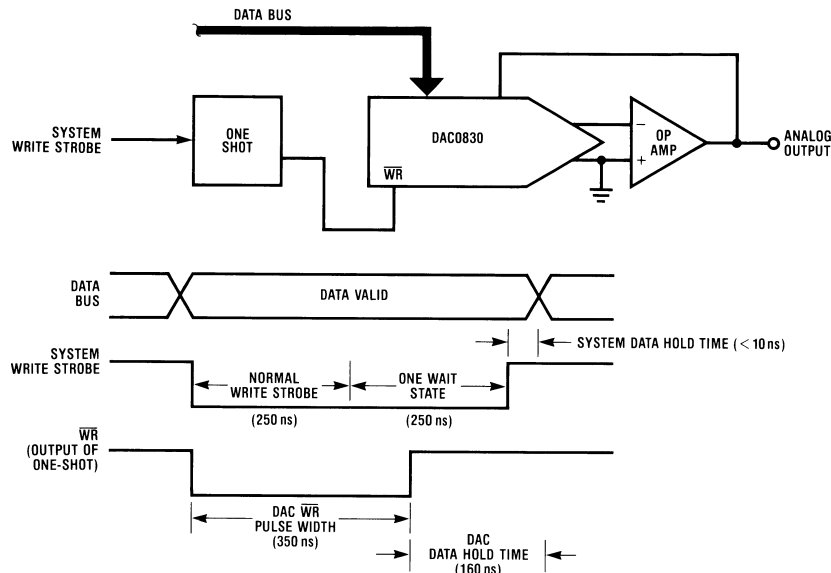 DATA BUS
SYSTEM
WRITE STROBE
ONE
SHOT
DAC0830
WR
−
+
OP
AMP
ANALOG
OUTPUT
DATA
BUS
DATA VALID
SYSTEM DATA HOLD TIME (<10 ns)
SYSTEM
WRITE STROBE
NORMAL
WRITE STROBE
(250 ns)
ONE WAIT
STATE
(250 ns)
WR
(OUTPUT OF
ONE-SHOT)
DAC WR
PULSE WIDTH
(350 ns)
DAC
DATA HOLD TIME
(160 ns)